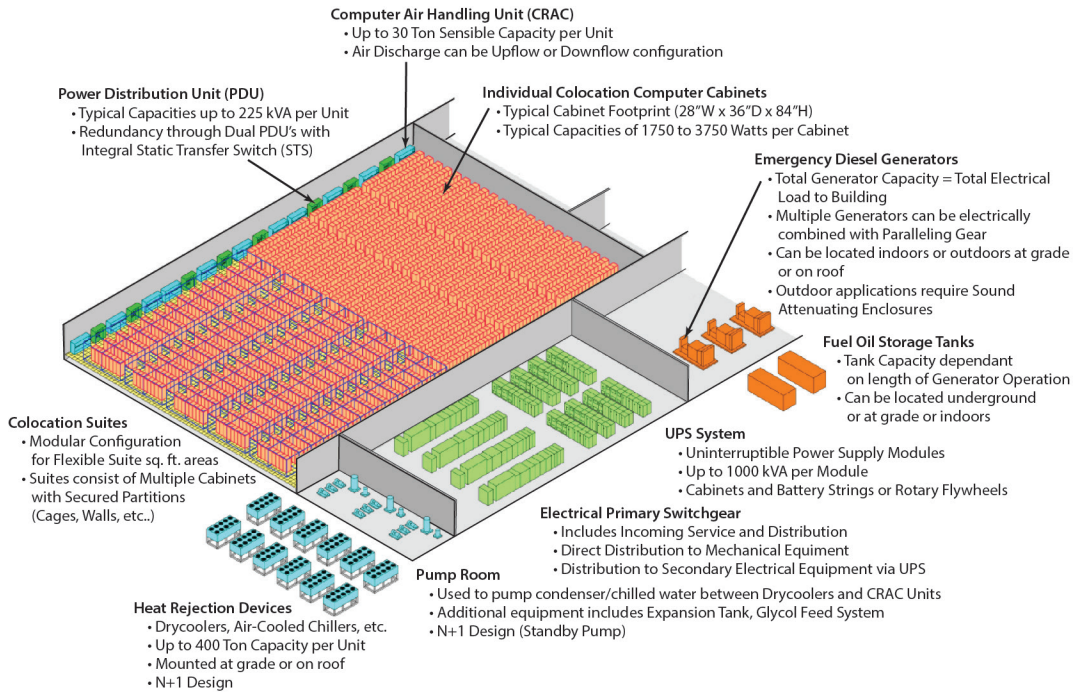 Computer Air Handling Unit (CRAC)
• Up to 30 Ton Sensible Capacity per Unit
• Air Discharge can be Upflow or Downflow configuration
Power Distribution Unit (PDU)
• Typical Capacities up to 225 kVA per Unit
• Redundancy through Dual PDU's with
Integral Static Transfer Switch (STS)
Individual Colocation Computer Cabinets
• Typical Cabinet Footprint (28”W x 36”D x 84”H)
• Typical Capacities of 1750 to 3750 Watts per Cabinet
Emergency Diesel Generators
• Total Generator Capacity = Total Electrical
Load to Building
• Multiple Generators can be electrically
combined with Paralleling Gear
• Can be located indoors or outdoors at grade
or on roof
• Outdoor applications require Sound
Attenuating Enclosures
Fuel Oil Storage Tanks
• Tank Capacity dependant
on length of Generator Operation
• Can be located underground
or at grade or indoors
Colocation Suites
• Modular Configuration
for Flexible Suite sq. ft. areas
• Suites consist of Multiple Cabinets
with Secured Partitions
(Cages, Walls, etc..)
UPS System
• Uninterruptible Power Supply Modules
• Up to 1000 kVA per Module
• Cabinets and Battery Strings or Rotary Flywheels
Electrical Primary Switchgear
• Includes Incoming Service and Distribution
• Direct Distribution to Mechanical Equiment
• Distribution to Secondary Electrical Equipment via UPS
Pump Room
• Used to pump condenser/chilled water between Drycoolers and CRAC Units
• Additional equipment includes Expansion Tank, Glycol Feed System
• N+1 Design (Standby Pump)
Heat Rejection Devices
• Drycoolers, Air-Cooled Chillers, etc.
• Up to 400 Ton Capacity per Unit
• Mounted at grade or on roof
• N+1 Design